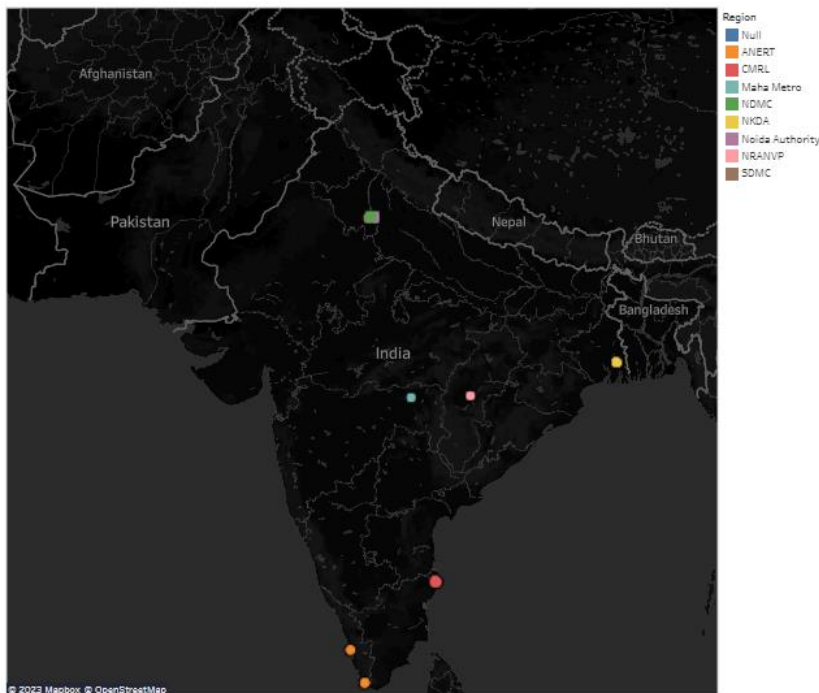 Region
Null
ANERT
CMRL
Maha Metro
NDMC
NKDA
Noida Authority
NRANVP
SDMC
Afghanistan
Pakistan
Nepal
Bhutan
Bangladesh
India
© 2023 Mapbox © OpenStreetMap